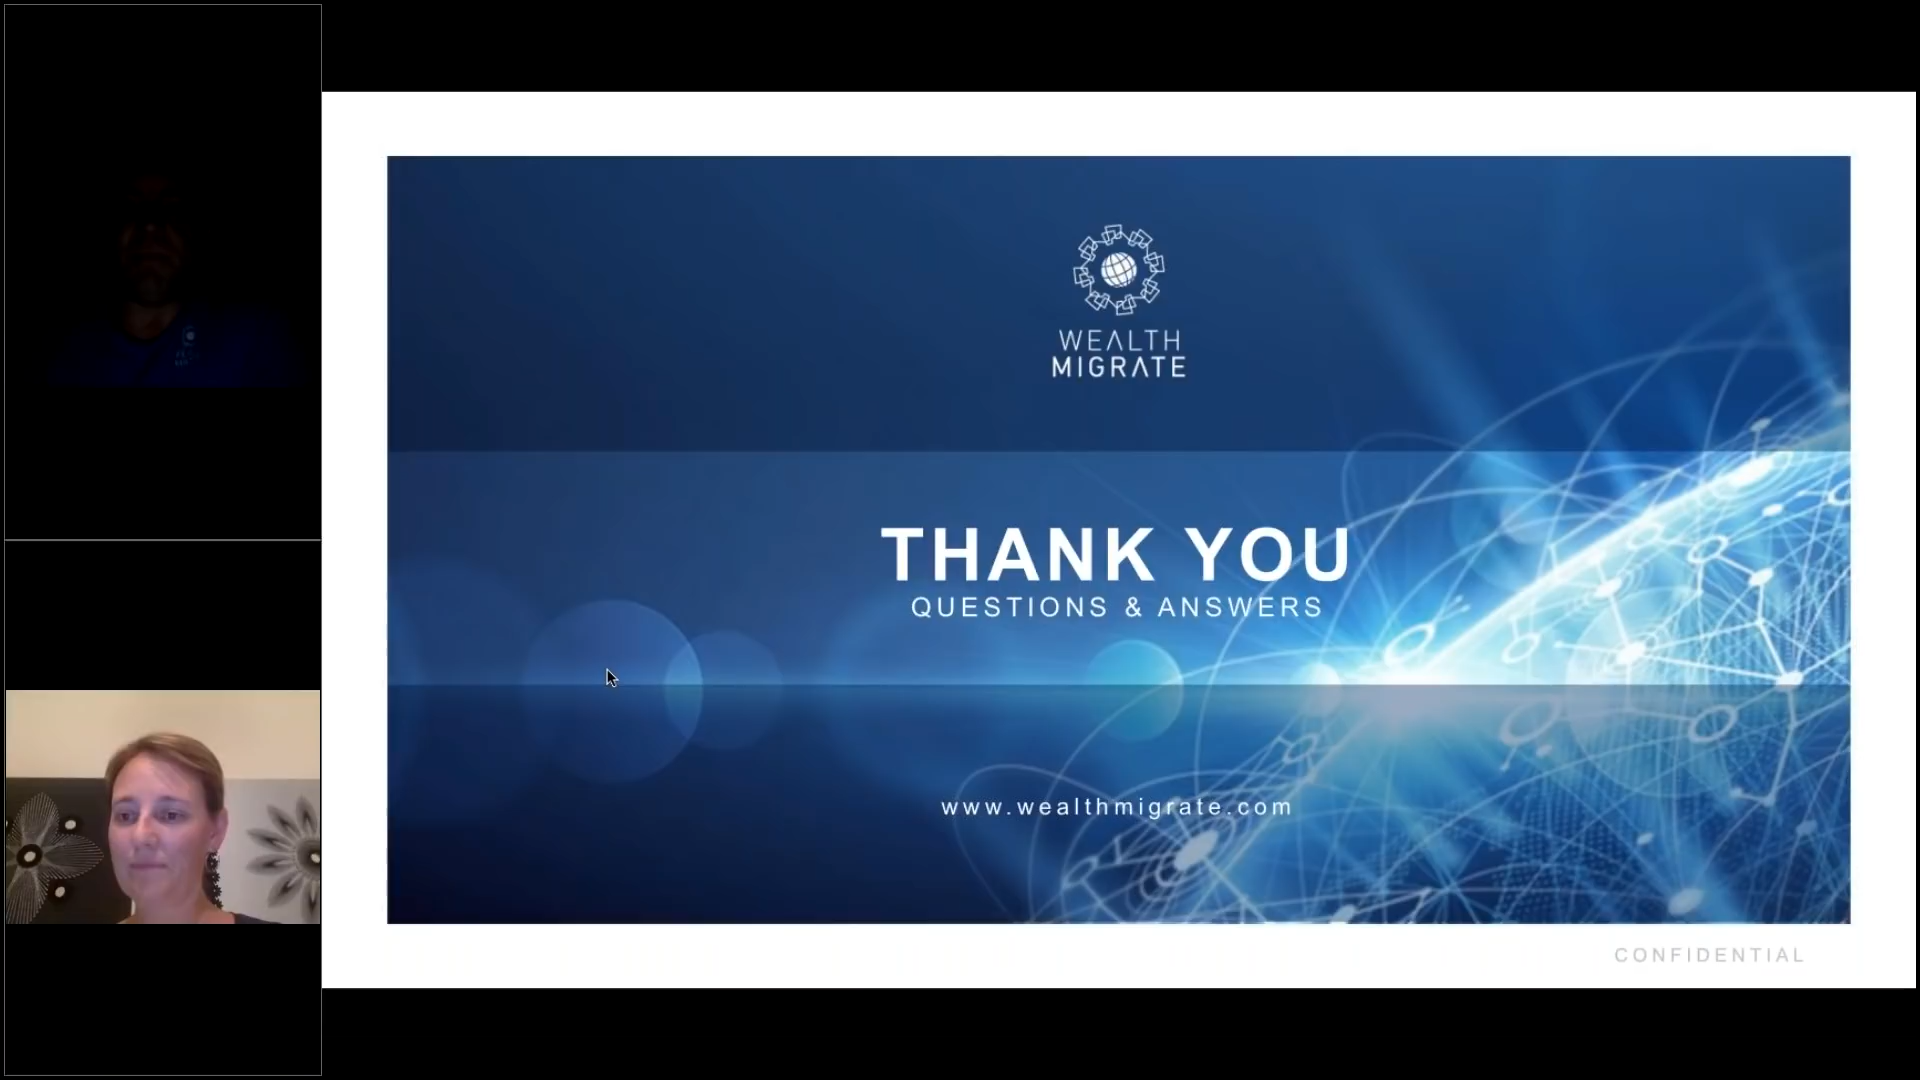 WEALTH
MIGRATE
THANK YOU
QUESTIONS & ANSWERS
www.wealthmigrate.com
CONFIDENTIAL